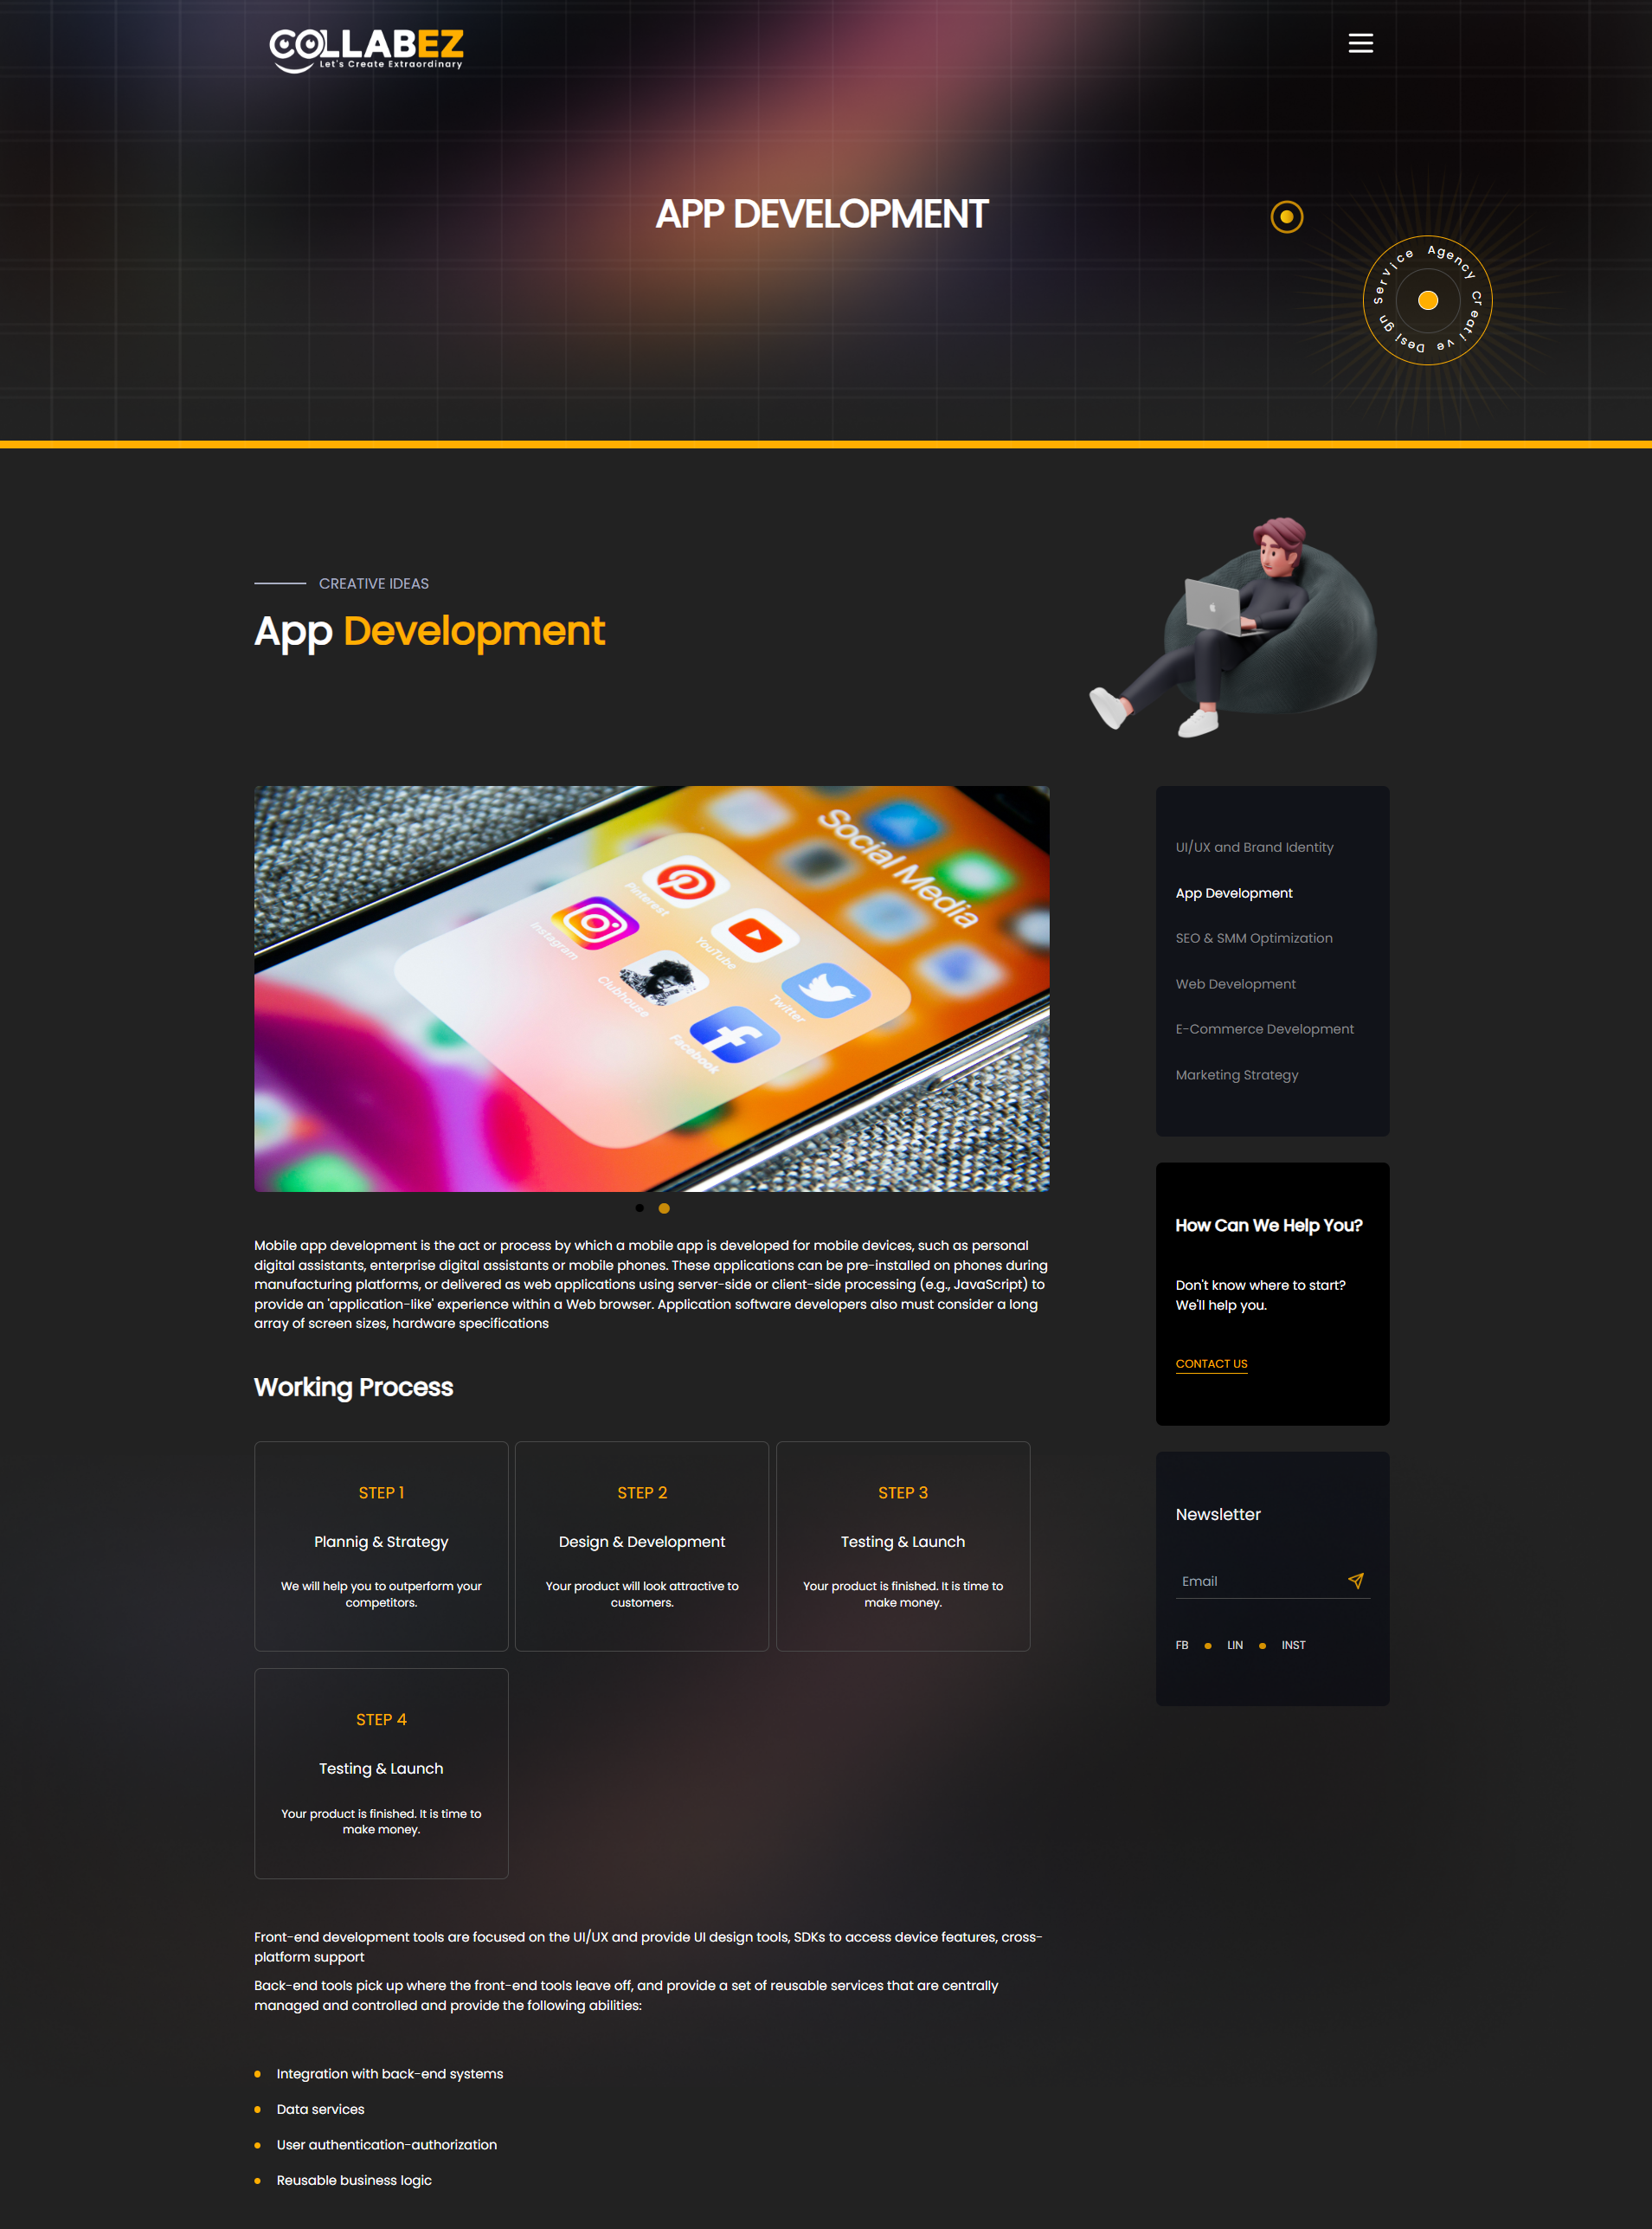 COLLABEZ
Let's Create Extraordinary
APP DEVELOPMENT
Agency Creative Design Service
CREATIVE IDEAS
App Development
Social Media
Pinterest
Instagram
YouTube
Clubhouse
Twitter
Facebook
Mobile app development is the act or process by which a mobile app is developed for mobile devices, such as personal
digital assistants, enterprise digital assistants or mobile phones. These applications can be pre-installed on phones during
manufacturing platforms, or delivered as web applications using server-side or client-side processing (e.g., JavaScript) to
provide an 'application-like' experience within a Web browser. Application software developers also must consider a long
array of screen sizes, hardware specifications
Working Process
STEP 1
Plannig & Strategy
We will help you to outperform your
competitors.
STEP 2
Design & Development
Your product will look attractive to
customers.
STEP 3
Testing & Launch
Your product is finished. It is time to
make money.
STEP 4
Testing & Launch
Your product is finished. It is time to
make money.
Front-end development tools are focused on the UI/UX and provide UI design tools, SDKs to access device features, cross-
platform support
Back-end tools pick up where the front-end tools leave off, and provide a set of reusable services that are centrally
managed and controlled and provide the following abilities:
Integration with back-end systems
Data services
User authentication-authorization
Reusable business logic
UI/UX and Brand Identity
App Development
SEO & SMM Optimization
Web Development
E-Commerce Development
Marketing Strategy
How Can We Help You?
Don't know where to start?
We'll help you.
CONTACT US
Newsletter
Email
FB
LIN
INST